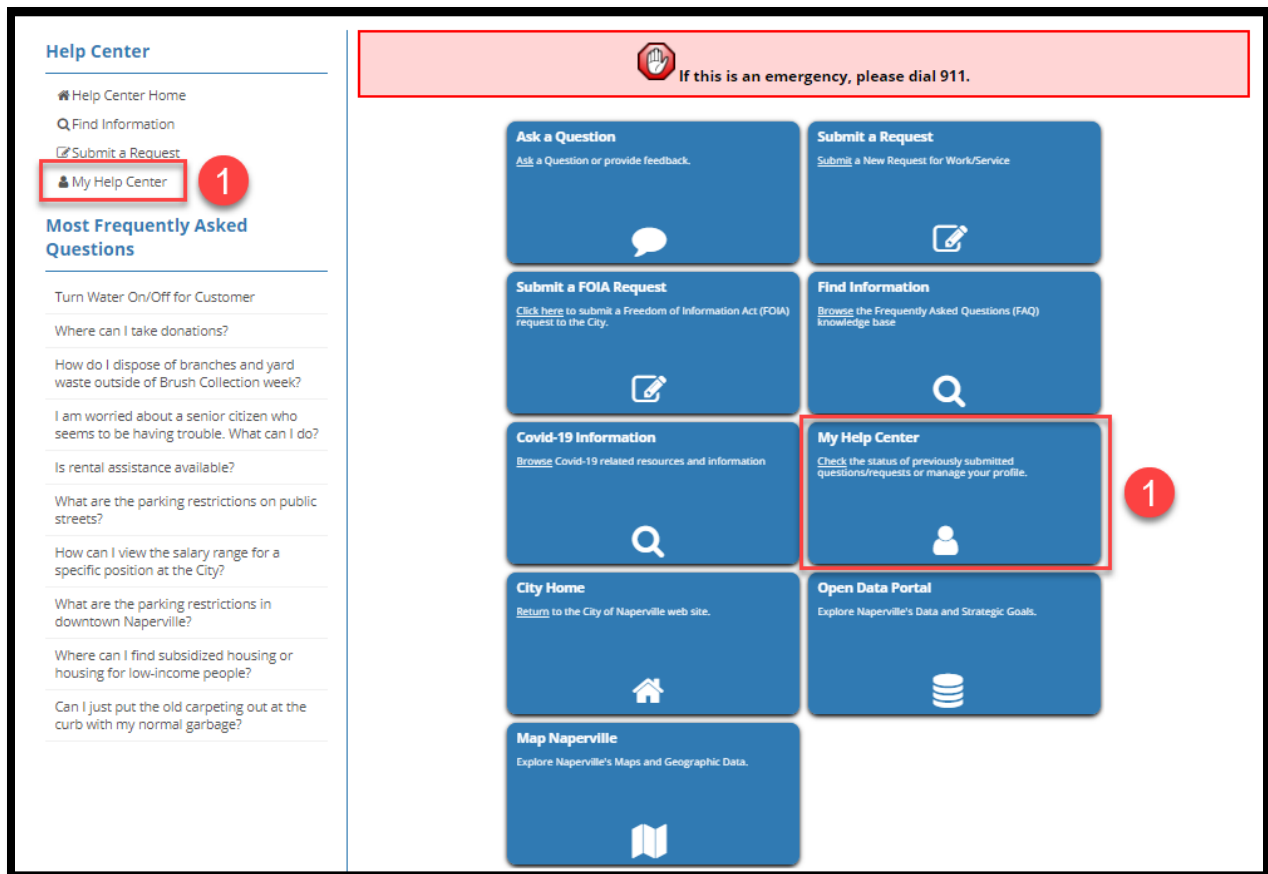 Help Center
Help Center Home
Find Information
Submit a Request
My Help Center
1
Most Frequently Asked
Questions
Turn Water On/Off for Customer
Where can I take donations?
How do I dispose of branches and yard
waste outside of Brush Collection week?
I am worried about a senior citizen who
seems to be having trouble. What can I do?
Is rental assistance available?
What are the parking restrictions on public
streets?
How can I view the salary range for a
specific position at the City?
What are the parking restrictions in
downtown Naperville?
Where can I find subsidized housing or
housing for low-income people?
Can I just put the old carpeting out at the
curb with my normal garbage?
If this is an emergency, please dial 911.
Ask a Question
Ask a Question or provide feedback.
Submit a Request
Submit a New Request for Work/Service
Submit a FOIA Request
Click here to submit a Freedom of Information Act (FOIA)
request to the City.
Find Information
Browse the Frequently Asked Questions (FAQ)
knowledge base
Covid-19 Information
Browse Covid-19 related resources and information
My Help Center
Check the status of previously submitted
questions/requests or manage your profile.
1
City Home
Return to the City of Naperville web site.
Open Data Portal
Explore Naperville's Data and Strategic Goals.
Map Naperville
Explore Naperville's Maps and Geographic Data.